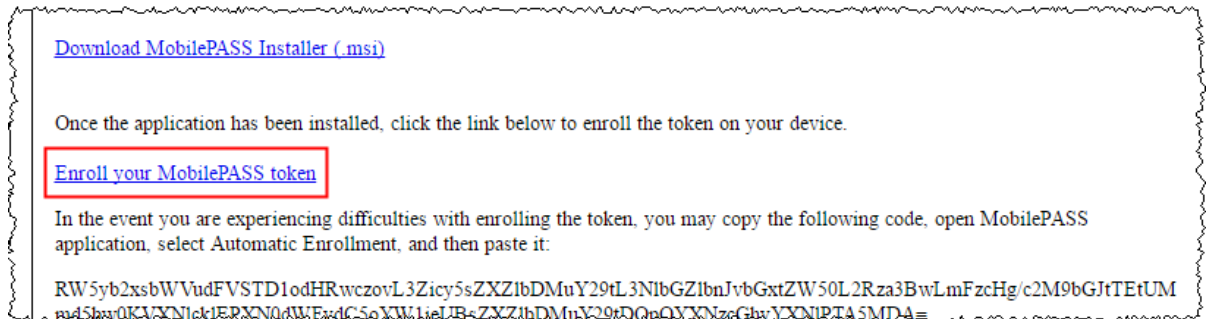 Download MobilePASS Installer (.msi)
Once the application has been installed, click the link below to enroll the token on your device.
Enroll your MobilePASS token
In the event you are experiencing difficulties with enrolling the token, you may copy the following code, open MobilePASS
application, select Automatic Enrollment, and then paste it:
RW5yb2xsbWVudFVSTD1odHRwczovL3Zicy5sZXZlbDMuY29tL3NlbGZlbnJvbGxtZW50L2Rza3BwLmFzcHg/c2M9bGJtTEtUM